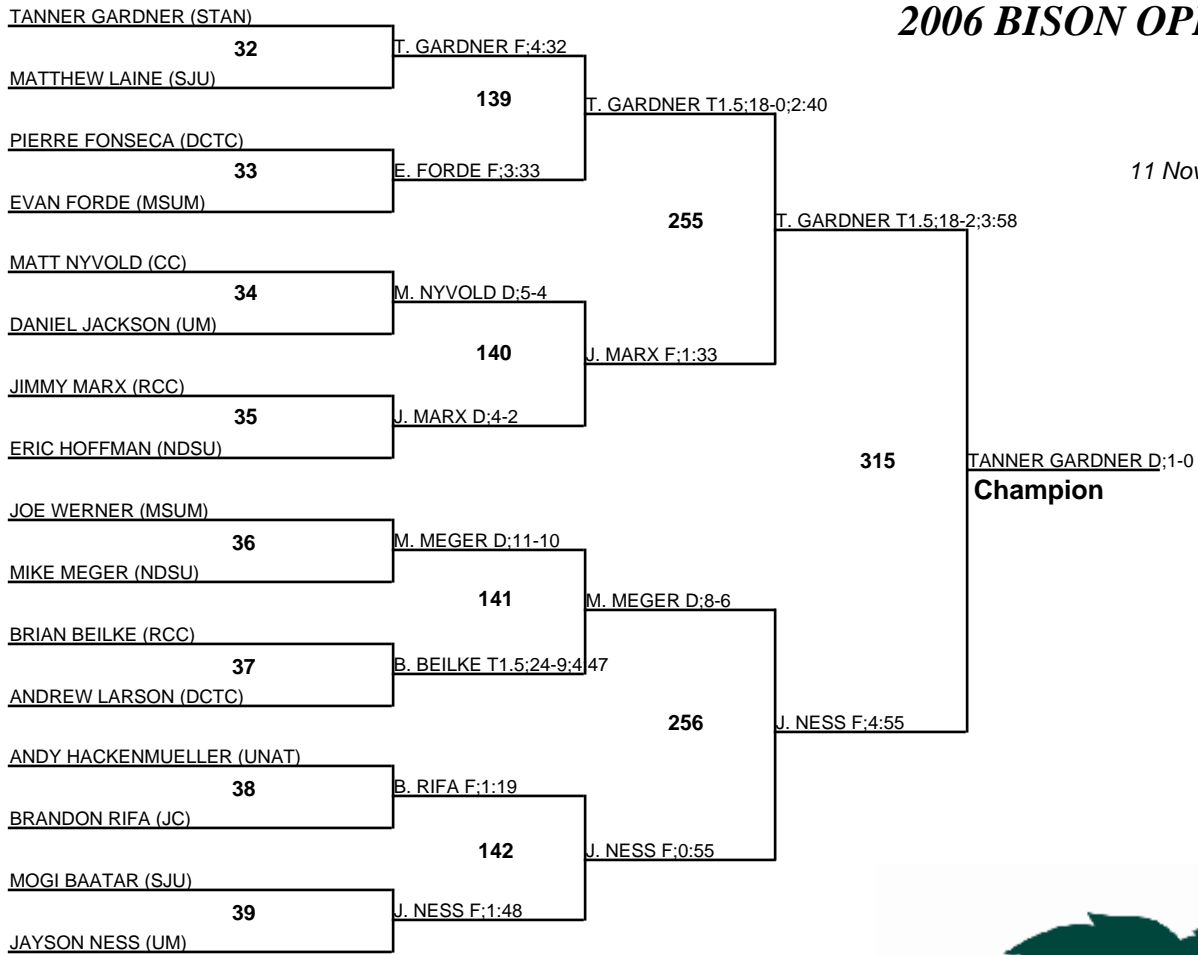 TANNER GARDNER (STAN)
2006 BISON
32
T. GARDNER F;4:32
MATTHEW LAINE (SJU)
139
T. GARDNER T1.5;18-0;2:40
PIERRE FONSECA (DCTC)
33
E. FORDE F;3:33
11
EVAN FORDE (MSUM)
255
T. GARDNER T1.5;18-2;3:58
MATT NYVOLD (CC)
34
M. NYVOLD D;5-4
DANIEL JACKSON (UM)
140
J. MARX F;1:33
JIMMY MARX (RCC)
35
J. MARX D;4-2
ERIC HOFFMAN (NDSU)
315
TANNER GARDNER D;1-0
Champion
JOE WERNER (MSUM)
36
M. MEGER D;11-10
MIKE MEGER (NDSU)
141
M. MEGER D;8-6
BRIAN BEILKE (RCC)
37
B. BEILKE T1.5;24-9;4:47
ANDREW LARSON (DCTC)
256
J. NESS F;4:55
ANDY HACKENMUELLER (UNAT)
38
B. RIFA F;1:19
BRANDON RIFA (JC)
142
J. NESS F;0:55
MOGI BAATAR (SJU)
39
J. NESS F;1:48
JAYSON NESS (UM)